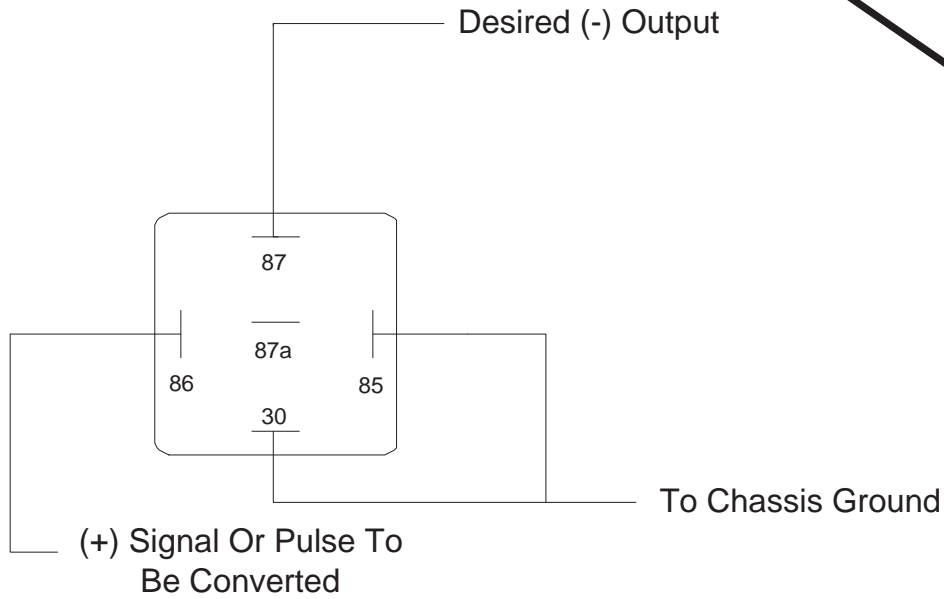 Desired (-) Output
87
87a
86
85
30
To Chassis Ground
(+) Signal Or Pulse To
Be Converted